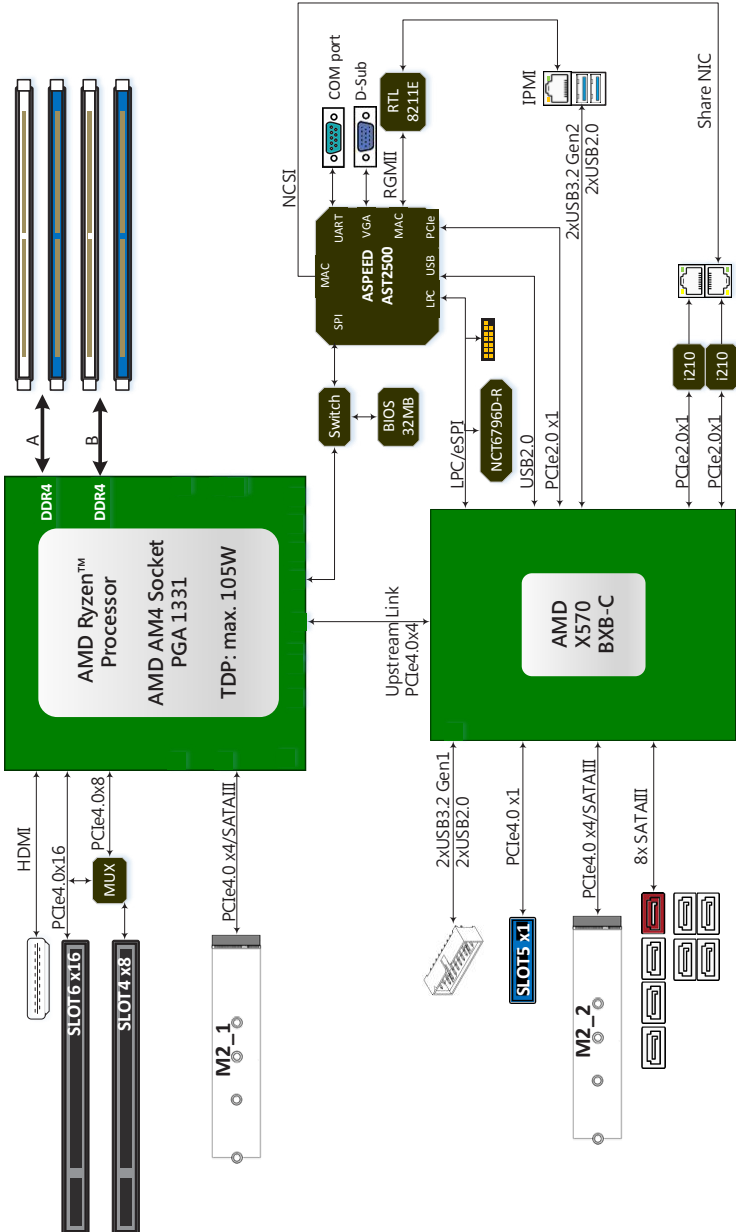 HDMI
PCIe4.0x16
PCIe4.0x8
MUX
SLOT6 x16
SLOT4 x8
PCIe4.0 x4/SATAIII
M2_1
AMD Ryzen™
Processor
AMD AM4 Socket
PGA 1331
TDP: max. 105W
DDR4
DDR4
A
B
Upstream Link
PCIe4.0x4
Switch
BIOS
32MB
ASPEED
AST2500
SPI
MAC
UART
VGA
MAC
LPC
USB
PCIe
NCSI
COM port
D-Sub
RGMII
RTL
8211E
IPMI
2xUSB3.2 Gen2
2xUSB2.0
Share NIC
LPC/eSPI
NCT6796D-R
USB2.0
PCIe2.0 x1
i210
i210
PCIe2.0x1
PCIe2.0x1
AMD
X570
BXB-C
2xUSB3.2 Gen1
2xUSB2.0
PCIe4.0 x1
SLOT5 x1
PCIe4.0 x4/SATAIII
M2_2
8x SATAIII